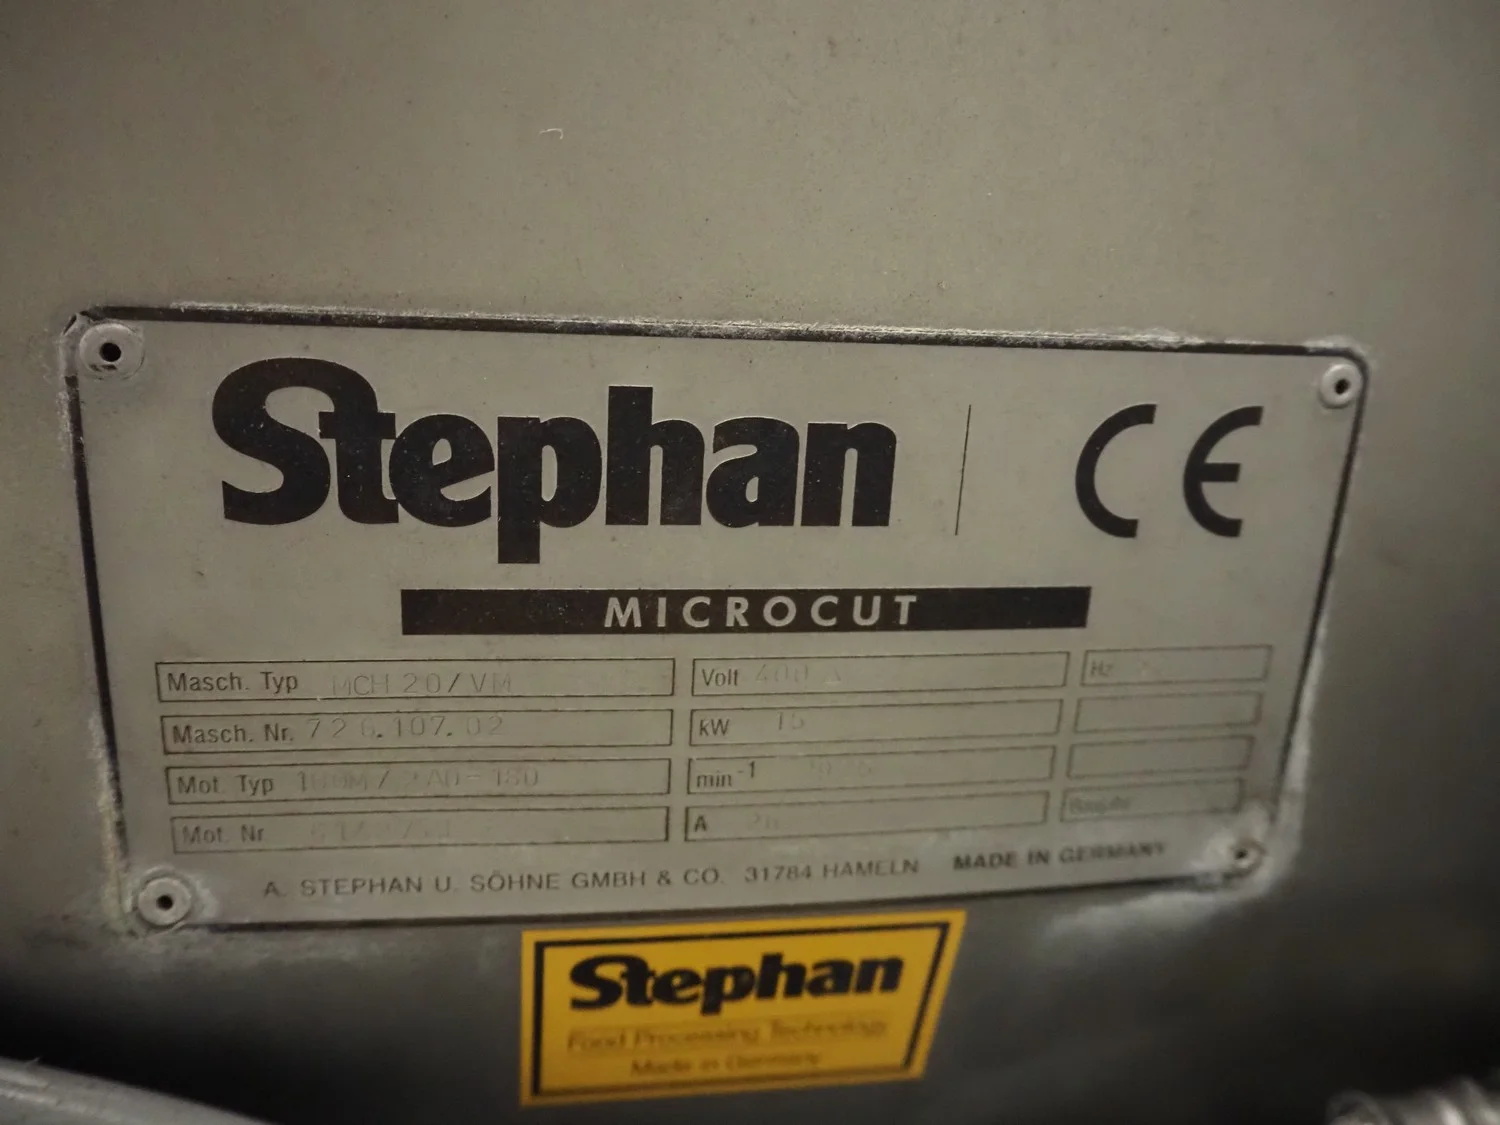 Stephan CE
MICROCUT
Masch. Typ MCH 20/VM Volt 400 Hz
Masch. Nr. 726.107.02 kW 15
Mot. Typ min⁻¹
Mot. Nr. A
A. STEPHAN U. SÖHNE GMBH & CO. 31784 HAMELN MADE IN GERMANY
Stephan
Food Processing Technology
Made in Germany